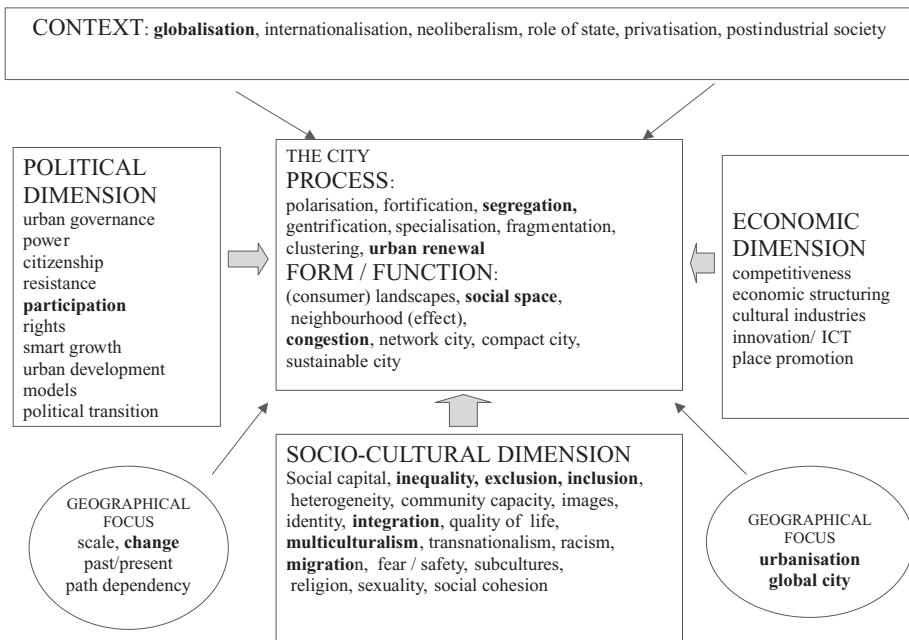 CONTEXT: globalisation, internationalisation, neoliberalism, role of state, privatisation, postindustrial society
POLITICAL
DIMENSION
urban governance
power
citizenship
resistance
participation
rights
smart growth
urban development
models
political transition
THE CITY
PROCESS:
polarisation, fortification, segregation,
gentrification, specialisation, fragmentation,
clustering, urban renewal
FORM / FUNCTION:
(consumer) landscapes, social space,
neighbourhood (effect),
congestion, network city, compact city,
sustainable city
ECONOMIC
DIMENSION
competitiveness
economic structuring
cultural industries
innovation/ ICT
place promotion
GEOGRAPHICAL
FOCUS
scale, change
past/present
path dependency
SOCIO-CULTURAL DIMENSION
Social capital, inequality, exclusion, inclusion,
heterogeneity, community capacity, images,
identity, integration, quality of life,
multiculturalism, transnationalism, racism,
migration, fear / safety, subcultures,
religion, sexuality, social cohesion
GEOGRAPHICAL
FOCUS
urbanisation
global city